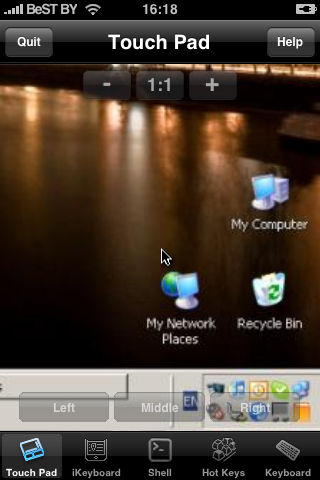 BeST BY 16:18
Quit Touch Pad Help
- 1:1 +
My Computer
My Network
Places
Recycle Bin
EN
Left Middle Right
Touch Pad iKeyboard Shell Hot Keys Keyboard